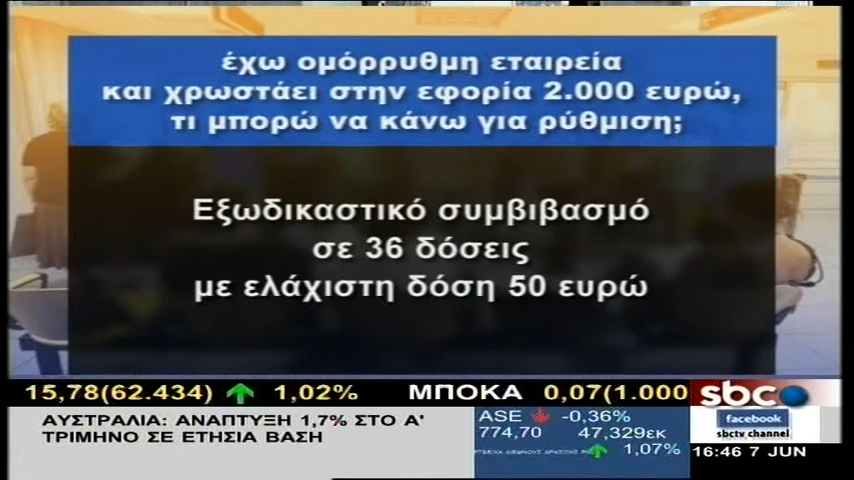 έχω ομόρρυθμη εταιρεία
και χρωστάει στην εφορία 2.000 ευρώ,
τι μπορώ να κάνω για ρύθμιση;
Εξωδικαστικό συμβιβασμό
σε 36 δόσεις
με ελάχιστη δόση 50 ευρώ
15,78(62.434) 1,02% ΜΠΟΚΑ 0,07(1.000
sbc
ΑΥΣΤΡΑΛΙΑ: ΑΝΑΠΤΥΞΗ 1,7% ΣΤΟ Α'
ΤΡΙΜΗΝΟ ΣΕ ΕΤΗΣΙΑ ΒΑΣΗ
ASE -0,36%
774,70 47,329εκ
1,07%
facebook
sbctv channel
16:46 7 JUN